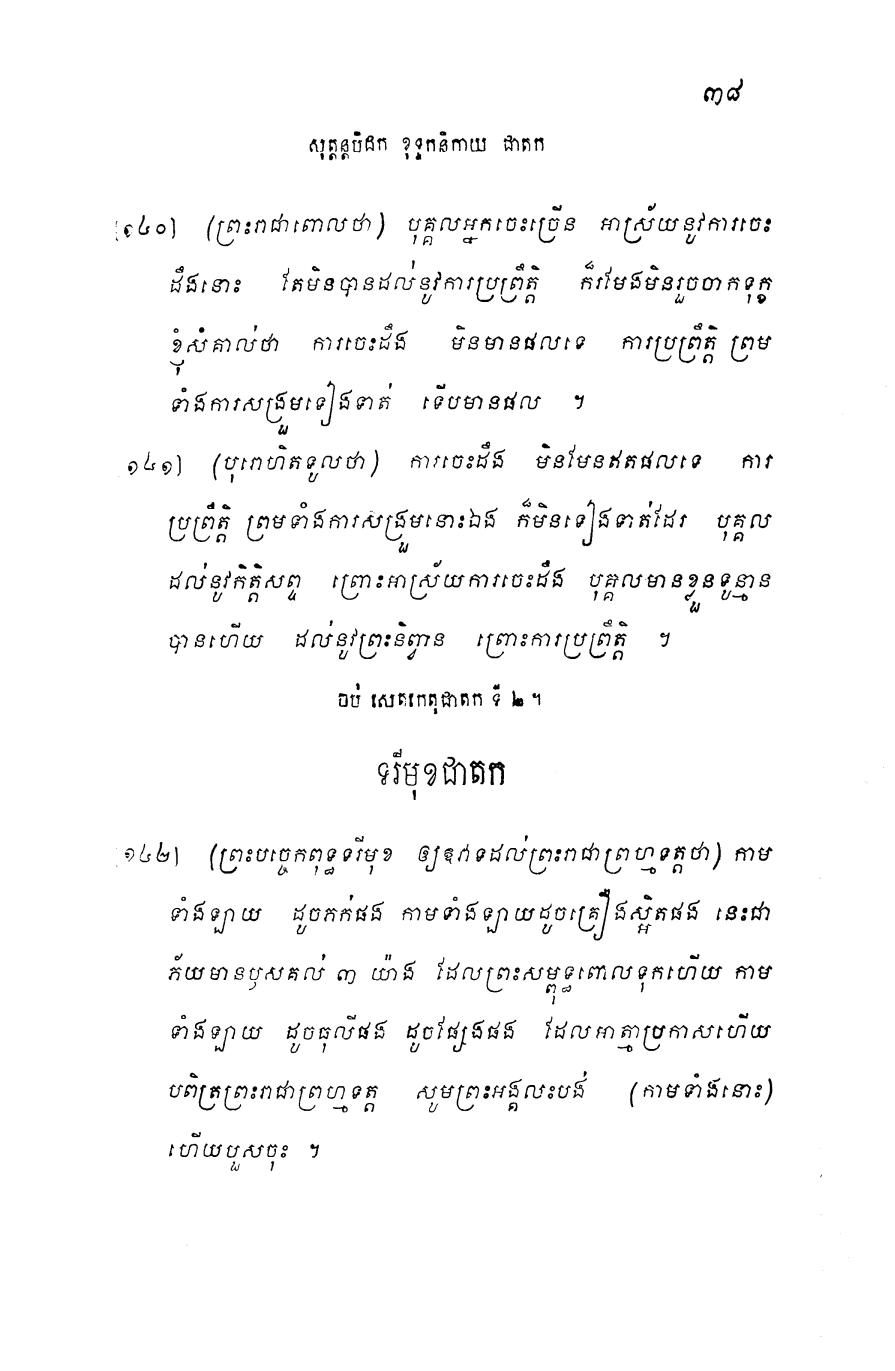 ៣៨
សុត្តន្តបិដក ខុទ្ទកនិកាយ ជាតក
[១៤០] (ព្រះរាជាពោលថា) បុគ្គលអ្នកចេះច្រើន អាស្រ័យនូវការចេះ
ដឹងនោះ តែមិនបានដល់នូវការប្រព្រឹត្តិ ក៏រមែងមិនរួចចាកទុក្ខ
ខ្ញុំសំគាល់ថា ការចេះដឹង មិនមានផលទេ ការប្រព្រឹត្តិ ព្រម
ទាំងការសង្រួមទៀងទាត់ ទើបមានផល ។
១៤១] (បុរោហិតទូលថា) ការចេះដឹង មិនមែនឥតផលទេ ការ
ប្រព្រឹត្តិ ព្រមទាំងការសង្រួមនោះឯង ក៏មិនទៀងទាត់ដែរ បុគ្គល
ដល់នូវកិត្តិសព្ទ ព្រោះអាស្រ័យការចេះដឹង បុគ្គលមានខ្លួនទូន្មាន
បានហើយ ដល់នូវព្រះនិព្វាន ព្រោះការប្រព្រឹត្តិ ។
ចប់ សេតកេតុជាតក ទី ២ ។
ទរីមុខជាតក
១៤២] (ព្រះបច្ចេកពុទ្ធទរីមុខ ឲ្យឱវាទដល់ព្រះរាជាព្រហ្មទត្តថា) កាម
ទាំងឡាយ ដូចភក់ផង កាមទាំងឡាយដូចគ្រឿងស្អិតផង នេះជា
ភ័យមានឫសគល់ ៣ យ៉ាង ដែលព្រះសម្ពុទ្ធពោលទុកហើយ កាម
ទាំងឡាយ ដូចធុលីផង ដូចផ្សែងផង ដែលអាត្មាប្រកាសហើយ
បពិត្រព្រះរាជាព្រហ្មទត្ត សូមព្រះអង្គលះបង់ (កាមទាំងនោះ)
ហើយបួសចុះ ។